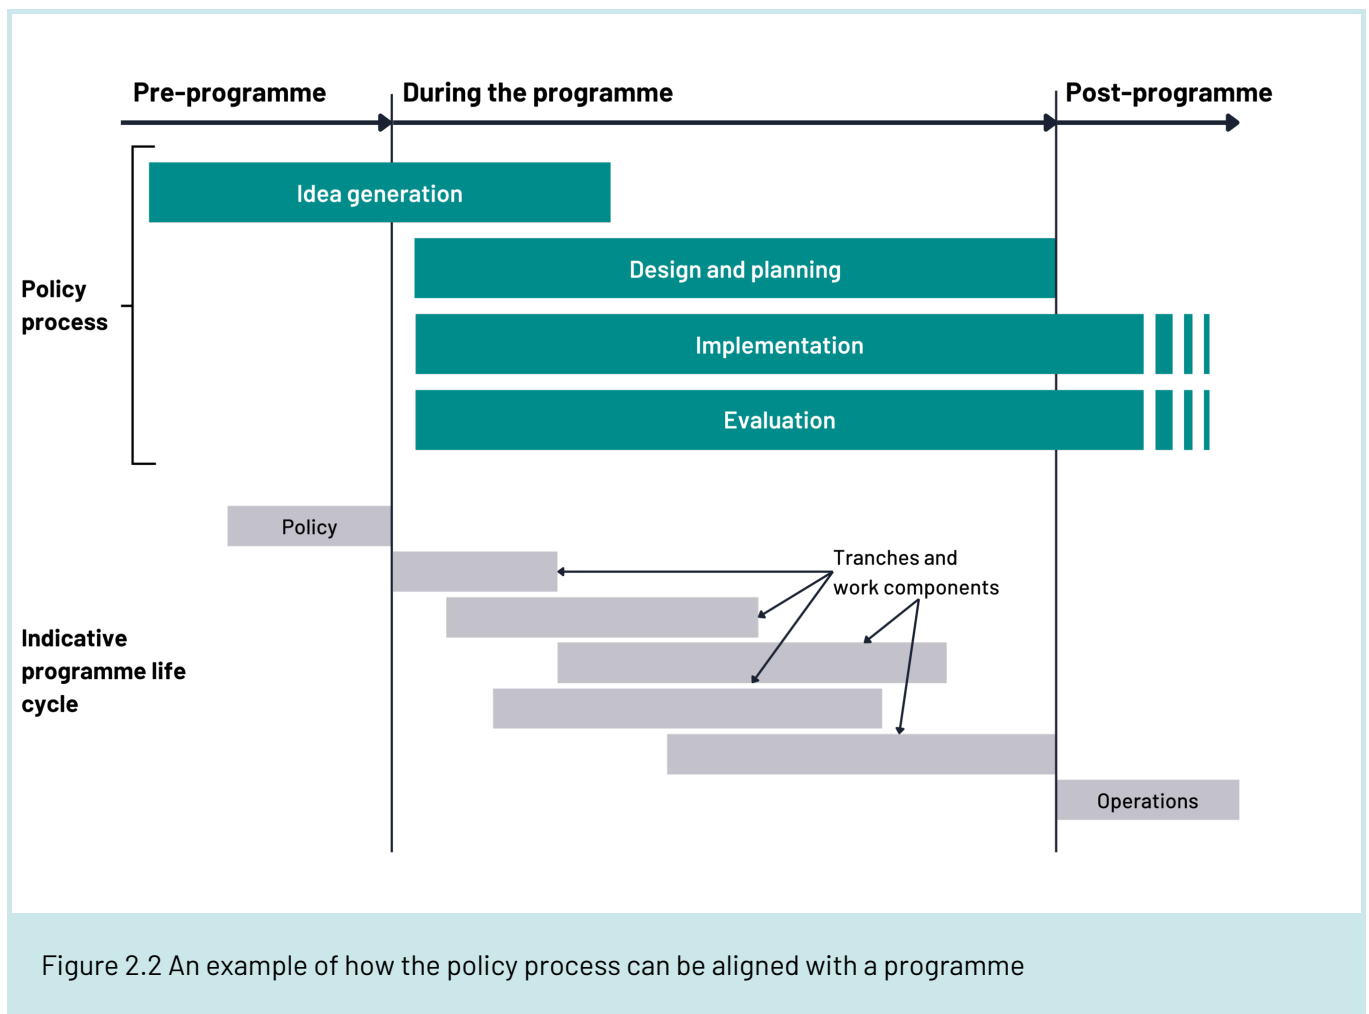 Pre-programme
During the programme
Post-programme
Idea generation
Design and planning
Policy
process
Implementation
Evaluation
Policy
Tranches and
work components
Indicative
programme life
cycle
Operations
Figure 2.2 An example of how the policy process can be aligned with a programme